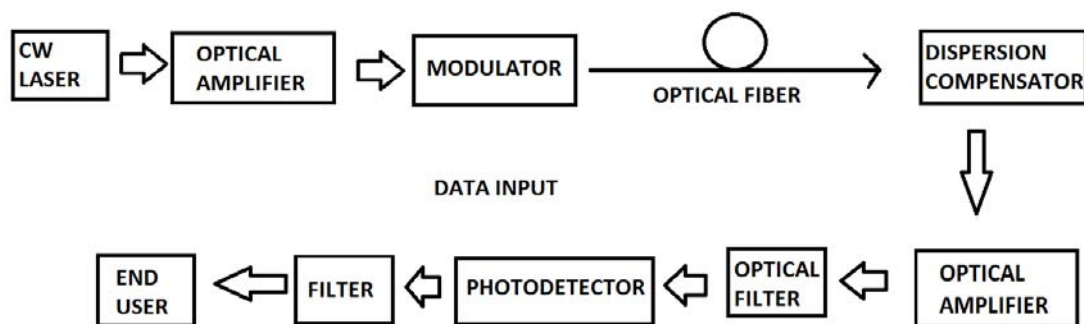 CW
LASER
OPTICAL
AMPLIFIER
MODULATOR
OPTICAL FIBER
DISPERSION
COMPENSATOR
DATA INPUT
END
USER
FILTER
PHOTODETECTOR
OPTICAL
FILTER
OPTICAL
AMPLIFIER